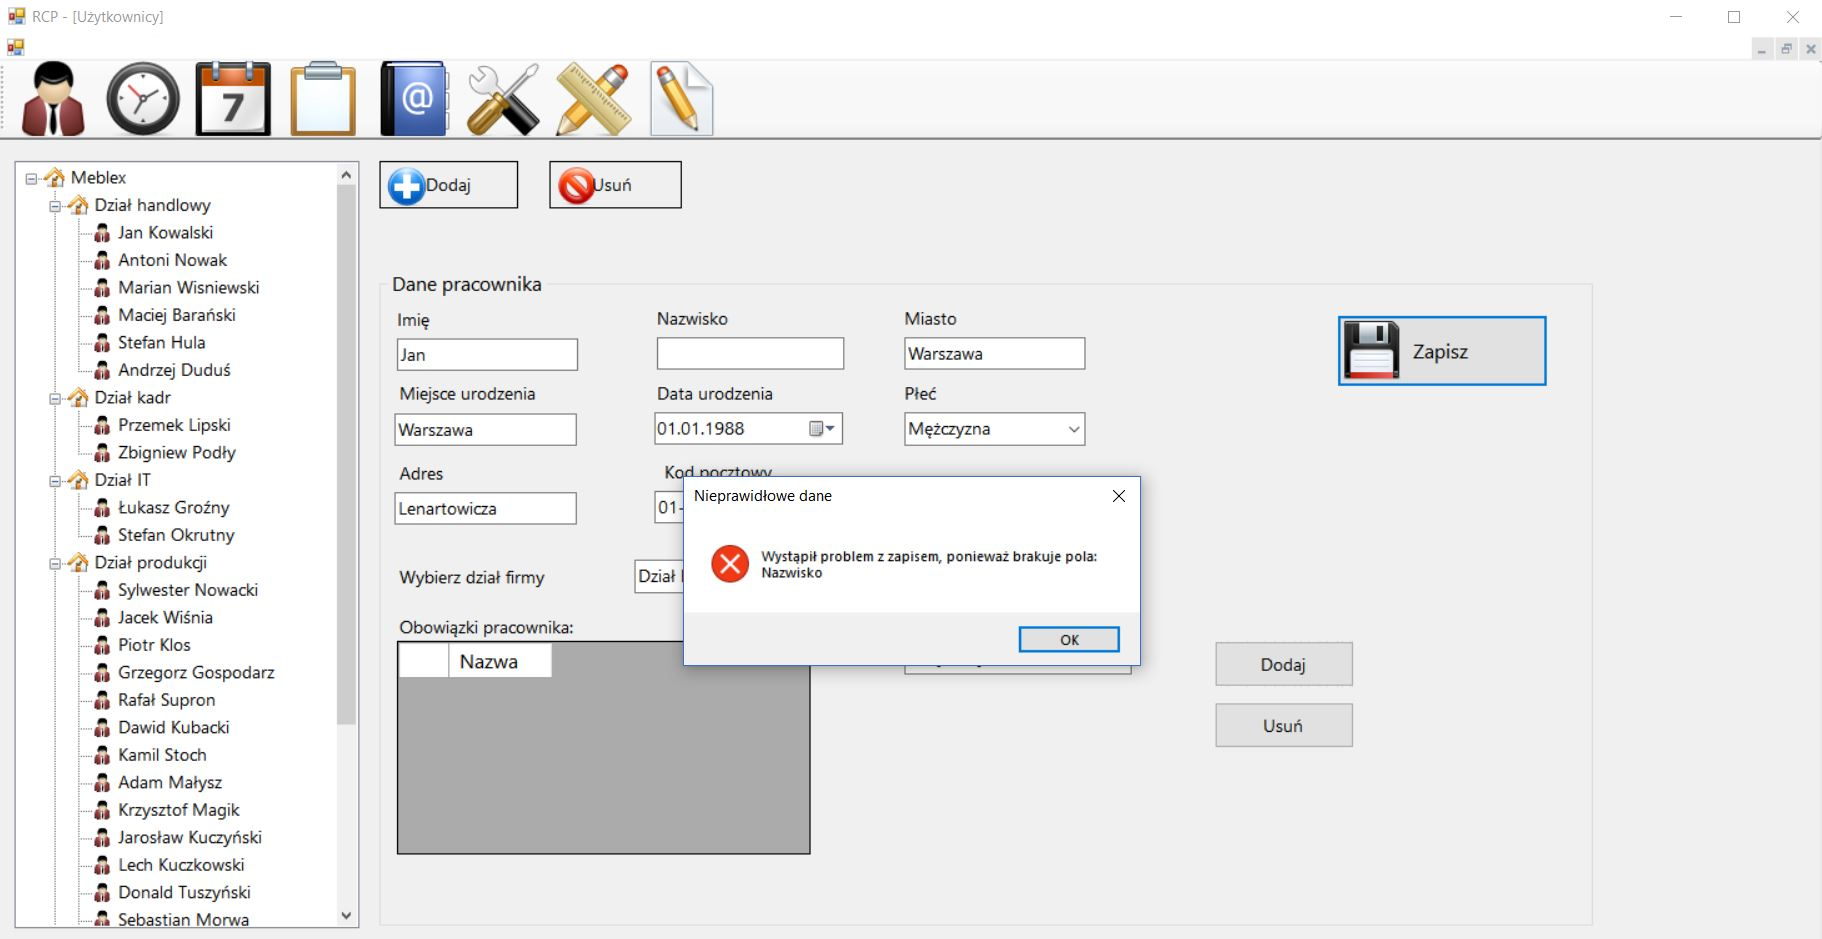 RCP - [Użytkownicy]
7
@
Meblex
Dział handlowy
Jan Kowalski
Antoni Nowak
Marian Wisniewski
Maciej Barański
Stefan Hula
Andrzej Duduś
Dział kadr
Przemek Lipski
Zbigniew Podły
Dział IT
Łukasz Groźny
Stefan Okrutny
Dział produkcji
Sylwester Nowacki
Jacek Wiśnia
Piotr Klos
Grzegorz Gospodarz
Rafał Supron
Dawid Kubacki
Kamil Stoch
Adam Małysz
Krzysztof Magik
Jarosław Kuczyński
Lech Kuczkowski
Donald Tuszyński
Sebastian Morwa
Dodaj
Usuń
Dane pracownika
Imię
Nazwisko
Miasto
Jan
Warszawa
Zapisz
Miejsce urodzenia
Data urodzenia
Płeć
Warszawa
01.01.1988
Mężczyzna
Adres
Kod pocztowy
Lenartowicza
01-
Wybierz dział firmy
Dział
Obowiązki pracownika:
Nazwa
Nieprawidłowe dane
Wystąpił problem z zapisem, ponieważ brakuje pola:
Nazwisko
OK
Dodaj
Usuń